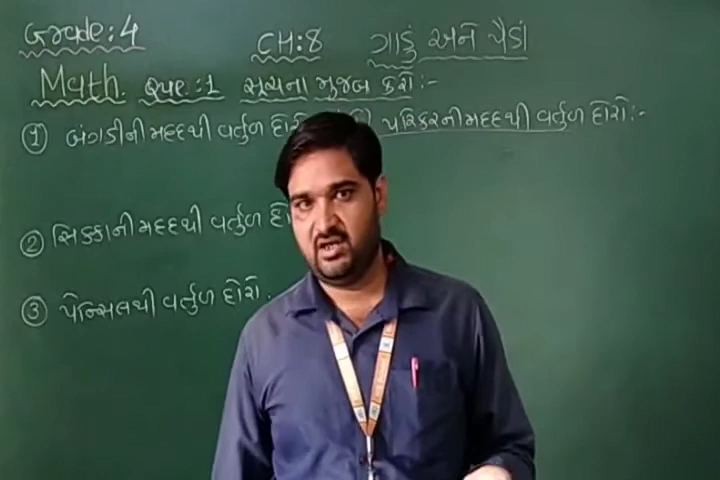 Grade: 4 CH:8 ગાડું અને પૈડાં
Math. Que:1 સૂચના મુજબ કરો:-
① બંગડીની મદદથી વર્તુળ દોરો પરિકરની મદદથી વર્તુળ દોરો:-
② સિક્કાની મદદથી વર્તુળ
③ પેન્સિલથી વર્તુળ દોરો.